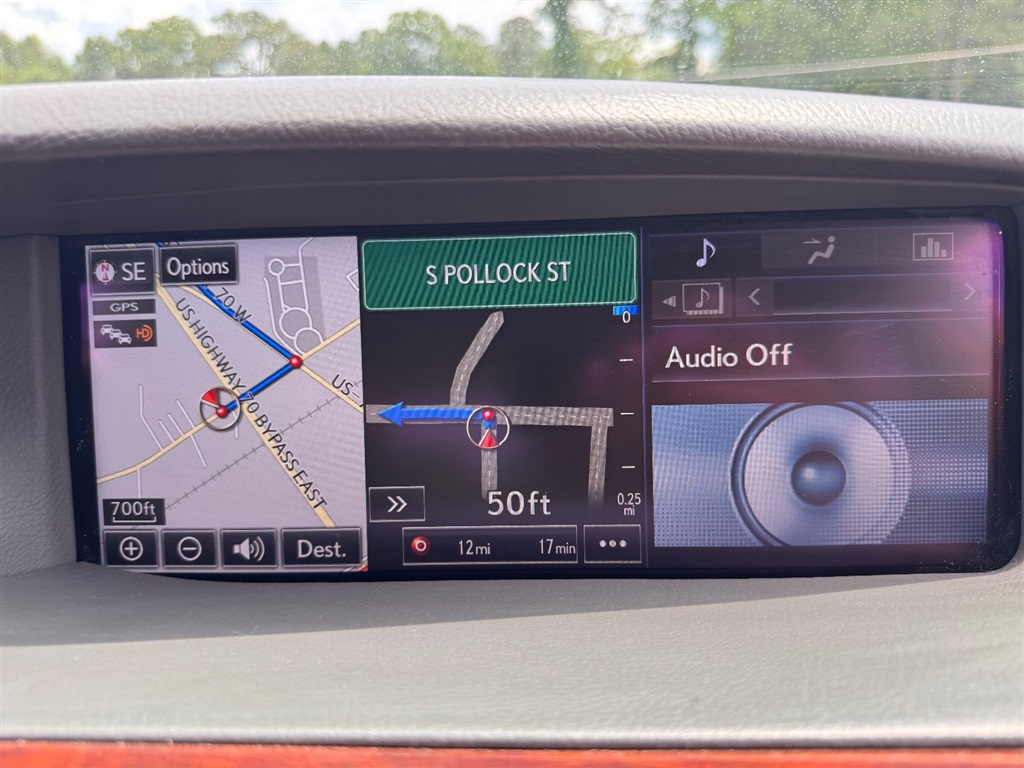 N SE
Options
GPS
HD
70 W
US HIGHWAY 70 BYPASS EAST
US-
700ft
Dest.
S POLLOCK ST
0
50ft
0.25
mi
12mi 17min
Audio Off